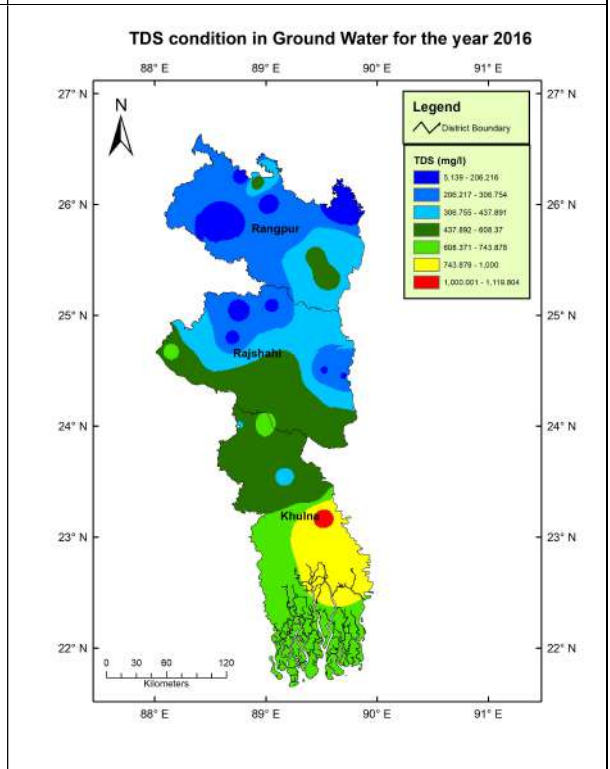 TDS condition in Ground Water for the year 2016
88° E 89° E 90° E 91° E
27° N 27° N
N
Legend
District Boundary
TDS (mg/l)
5.139 - 206.216
206.217 - 306.754
306.755 - 437.891
437.892 - 608.37
608.371 - 743.878
743.879 - 1,000
1,000.001 - 1,119.804
26° N 26° N
Rangpur
25° N 25° N
Rajshahi
24° N 24° N
Khulna
23° N 23° N
22° N 22° N
0 30 60 120
Kilometers
88° E 89° E 90° E 91° E